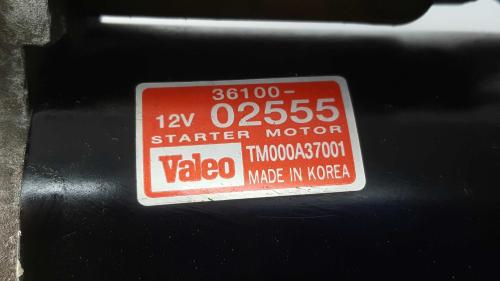 36100-
12V 02555
STARTER MOTOR
Valeo TM000A37001
MADE IN KOREA